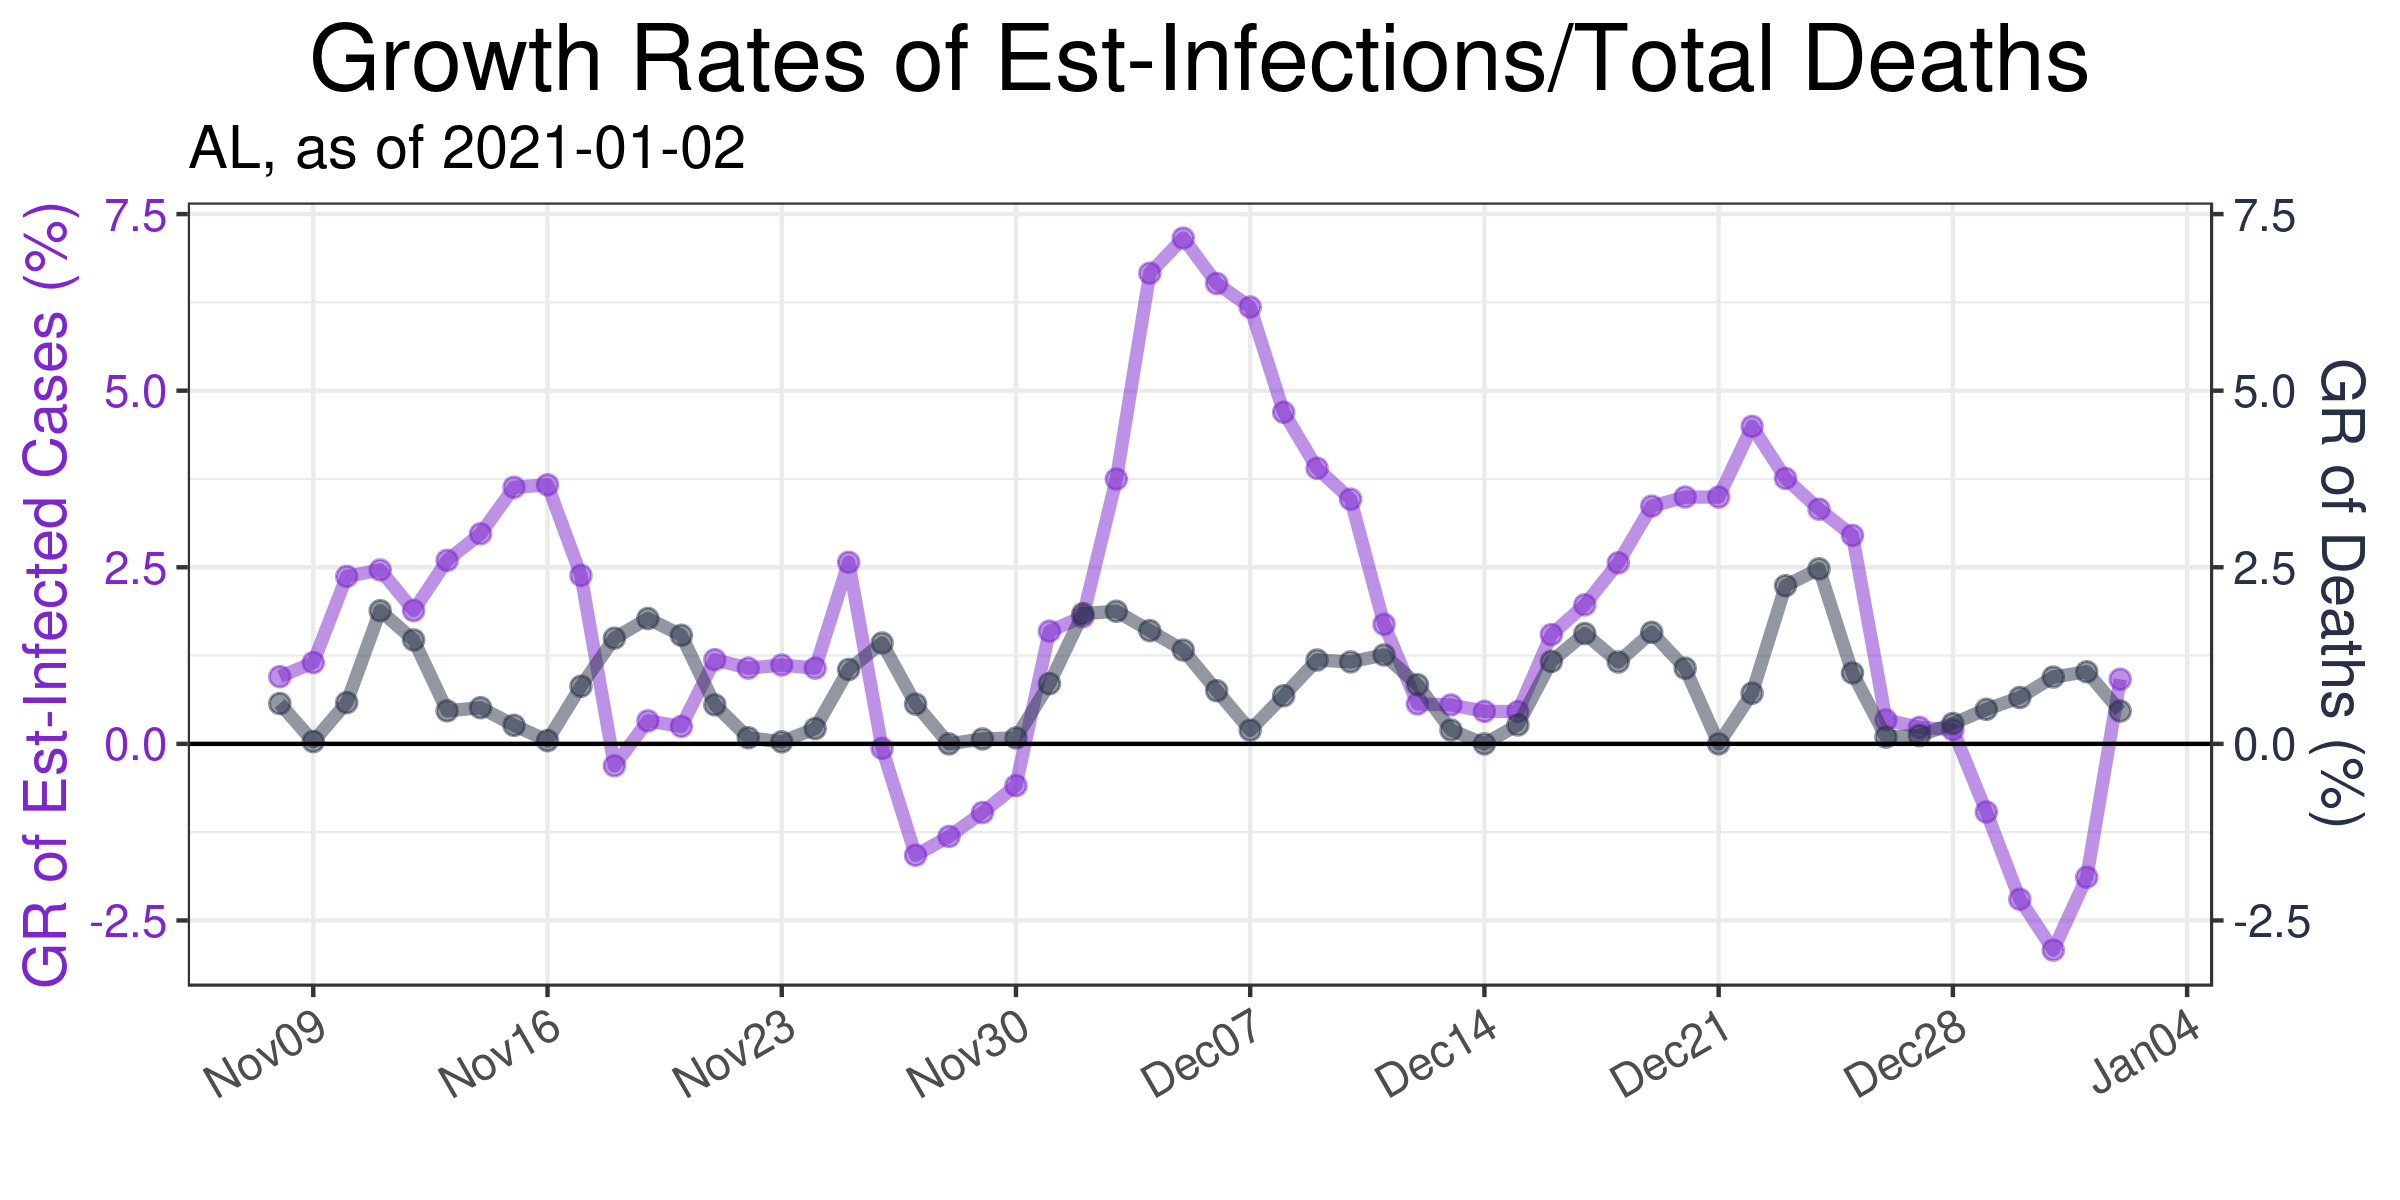 Growth Rates of Est-Infections/Total Deaths
AL, as of 2021-01-02
GR of Est-Infected Cases (%)
7.5
5.0
2.5
0.0
-2.5
7.5
5.0
2.5
0.0
-2.5
GR of Deaths (%)
Nov09 Nov16 Nov23 Nov30 Dec07 Dec14 Dec21 Dec28 Jan04